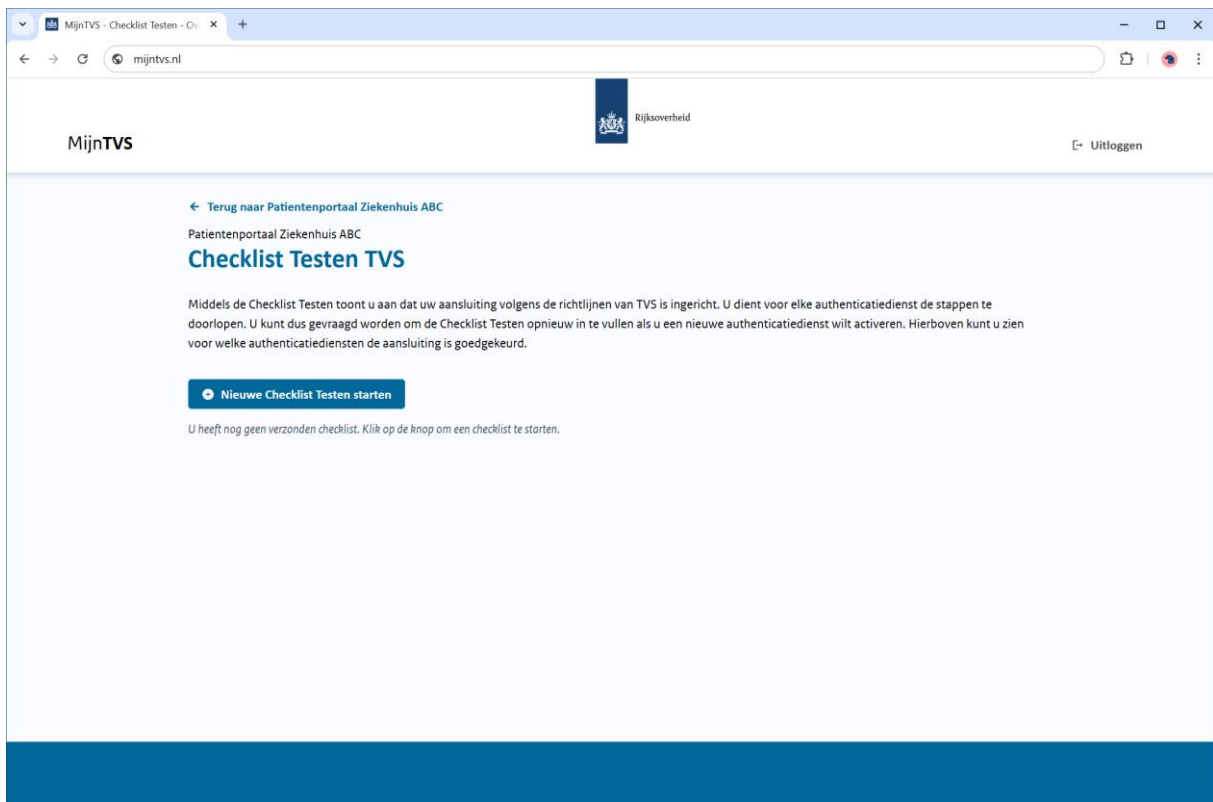 MijnTVS - Checklist Testen - Ov
mijntvs.nl
Rijksoverheid
MijnTVS
Uitloggen
Terug naar Patientenportaal Ziekenhuis ABC
Patientenportaal Ziekenhuis ABC
Checklist Testen TVS
Middels de Checklist Testen toont u aan dat uw aansluiting volgens de richtlijnen van TVS is ingericht. U dient voor elke authenticatiedienst de stappen te
doorlopen. U kunt dus gevraagd worden om de Checklist Testen opnieuw in te vullen als u een nieuwe authenticatiedienst wilt activeren. Hierboven kunt u zien
voor welke authenticatiediensten de aansluiting is goedgekeurd.
Nieuwe Checklist Testen starten
U heeft nog geen verzonden checklist. Klik op de knop om een checklist te starten.